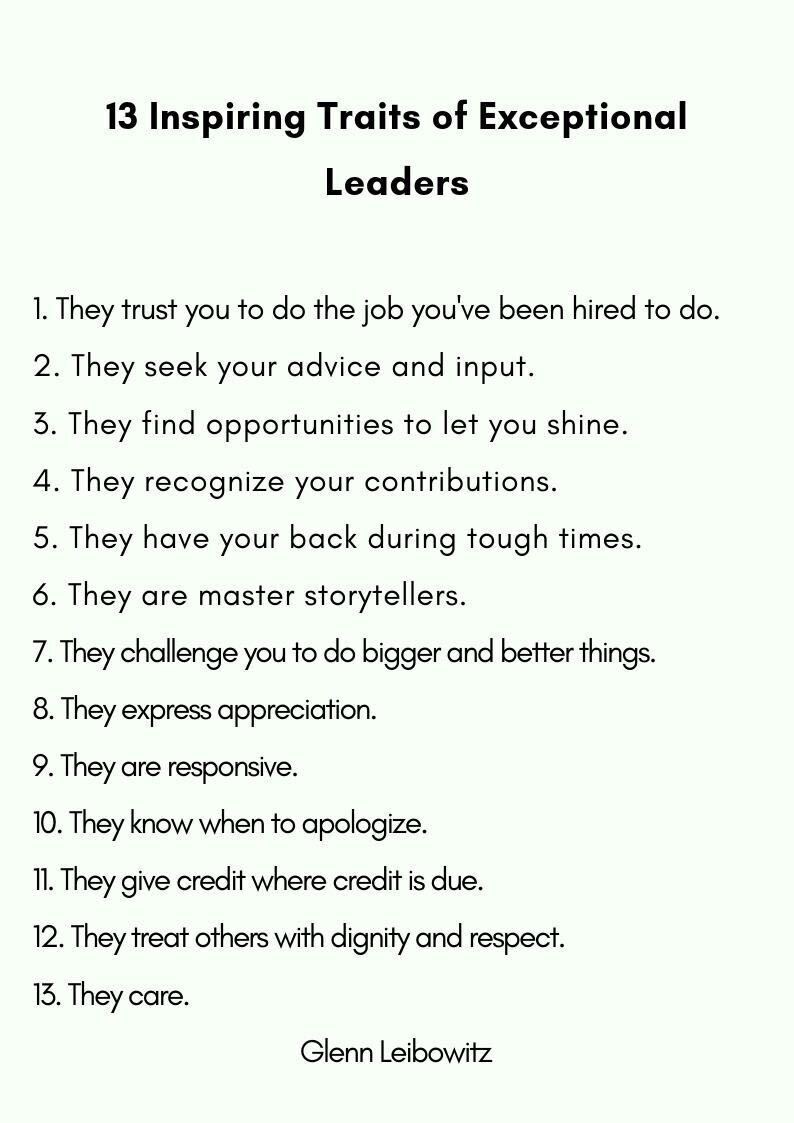 13 Inspiring Traits of Exceptional
Leaders
1. They trust you to do the job you've been hired to do.
2. They seek your advice and input.
3. They find opportunities to let you shine.
4. They recognize your contributions.
5. They have your back during tough times.
6. They are master storytellers.
7. They challenge you to do bigger and better things.
8. They express appreciation.
9. They are responsive.
10. They know when to apologize.
11. They give credit where credit is due.
12. They treat others with dignity and respect.
13. They care.
Glenn Leibowitz